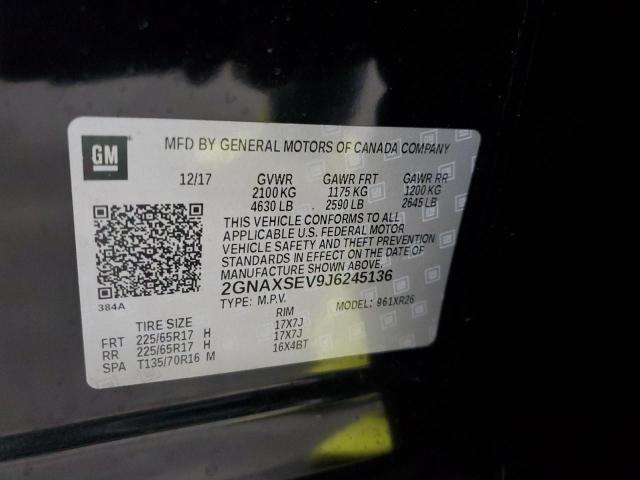 GM
MFD BY GENERAL MOTORS OF CANADA COMPANY
12/17 GVWR GAWR FRT GAWR RR
2100 KG 1175 KG 1200 KG
4630 LB 2590 LB 2645 LB
THIS VEHICLE CONFORMS TO ALL
APPLICABLE U.S. FEDERAL MOTOR
VEHICLE SAFETY AND THEFT PREVENTION
STANDARDS IN EFFECT ON THE DATE OF
MANUFACTURE SHOWN ABOVE.
2GNAXSEV9J6245136
384A
TYPE: M.P.V. MODEL: 961XR26
TIRE SIZE RIM
FRT 225/65R17 H 17X7J
RR 225/65R17 H 17X7J
SPA T135/70R16 M 16X4BT